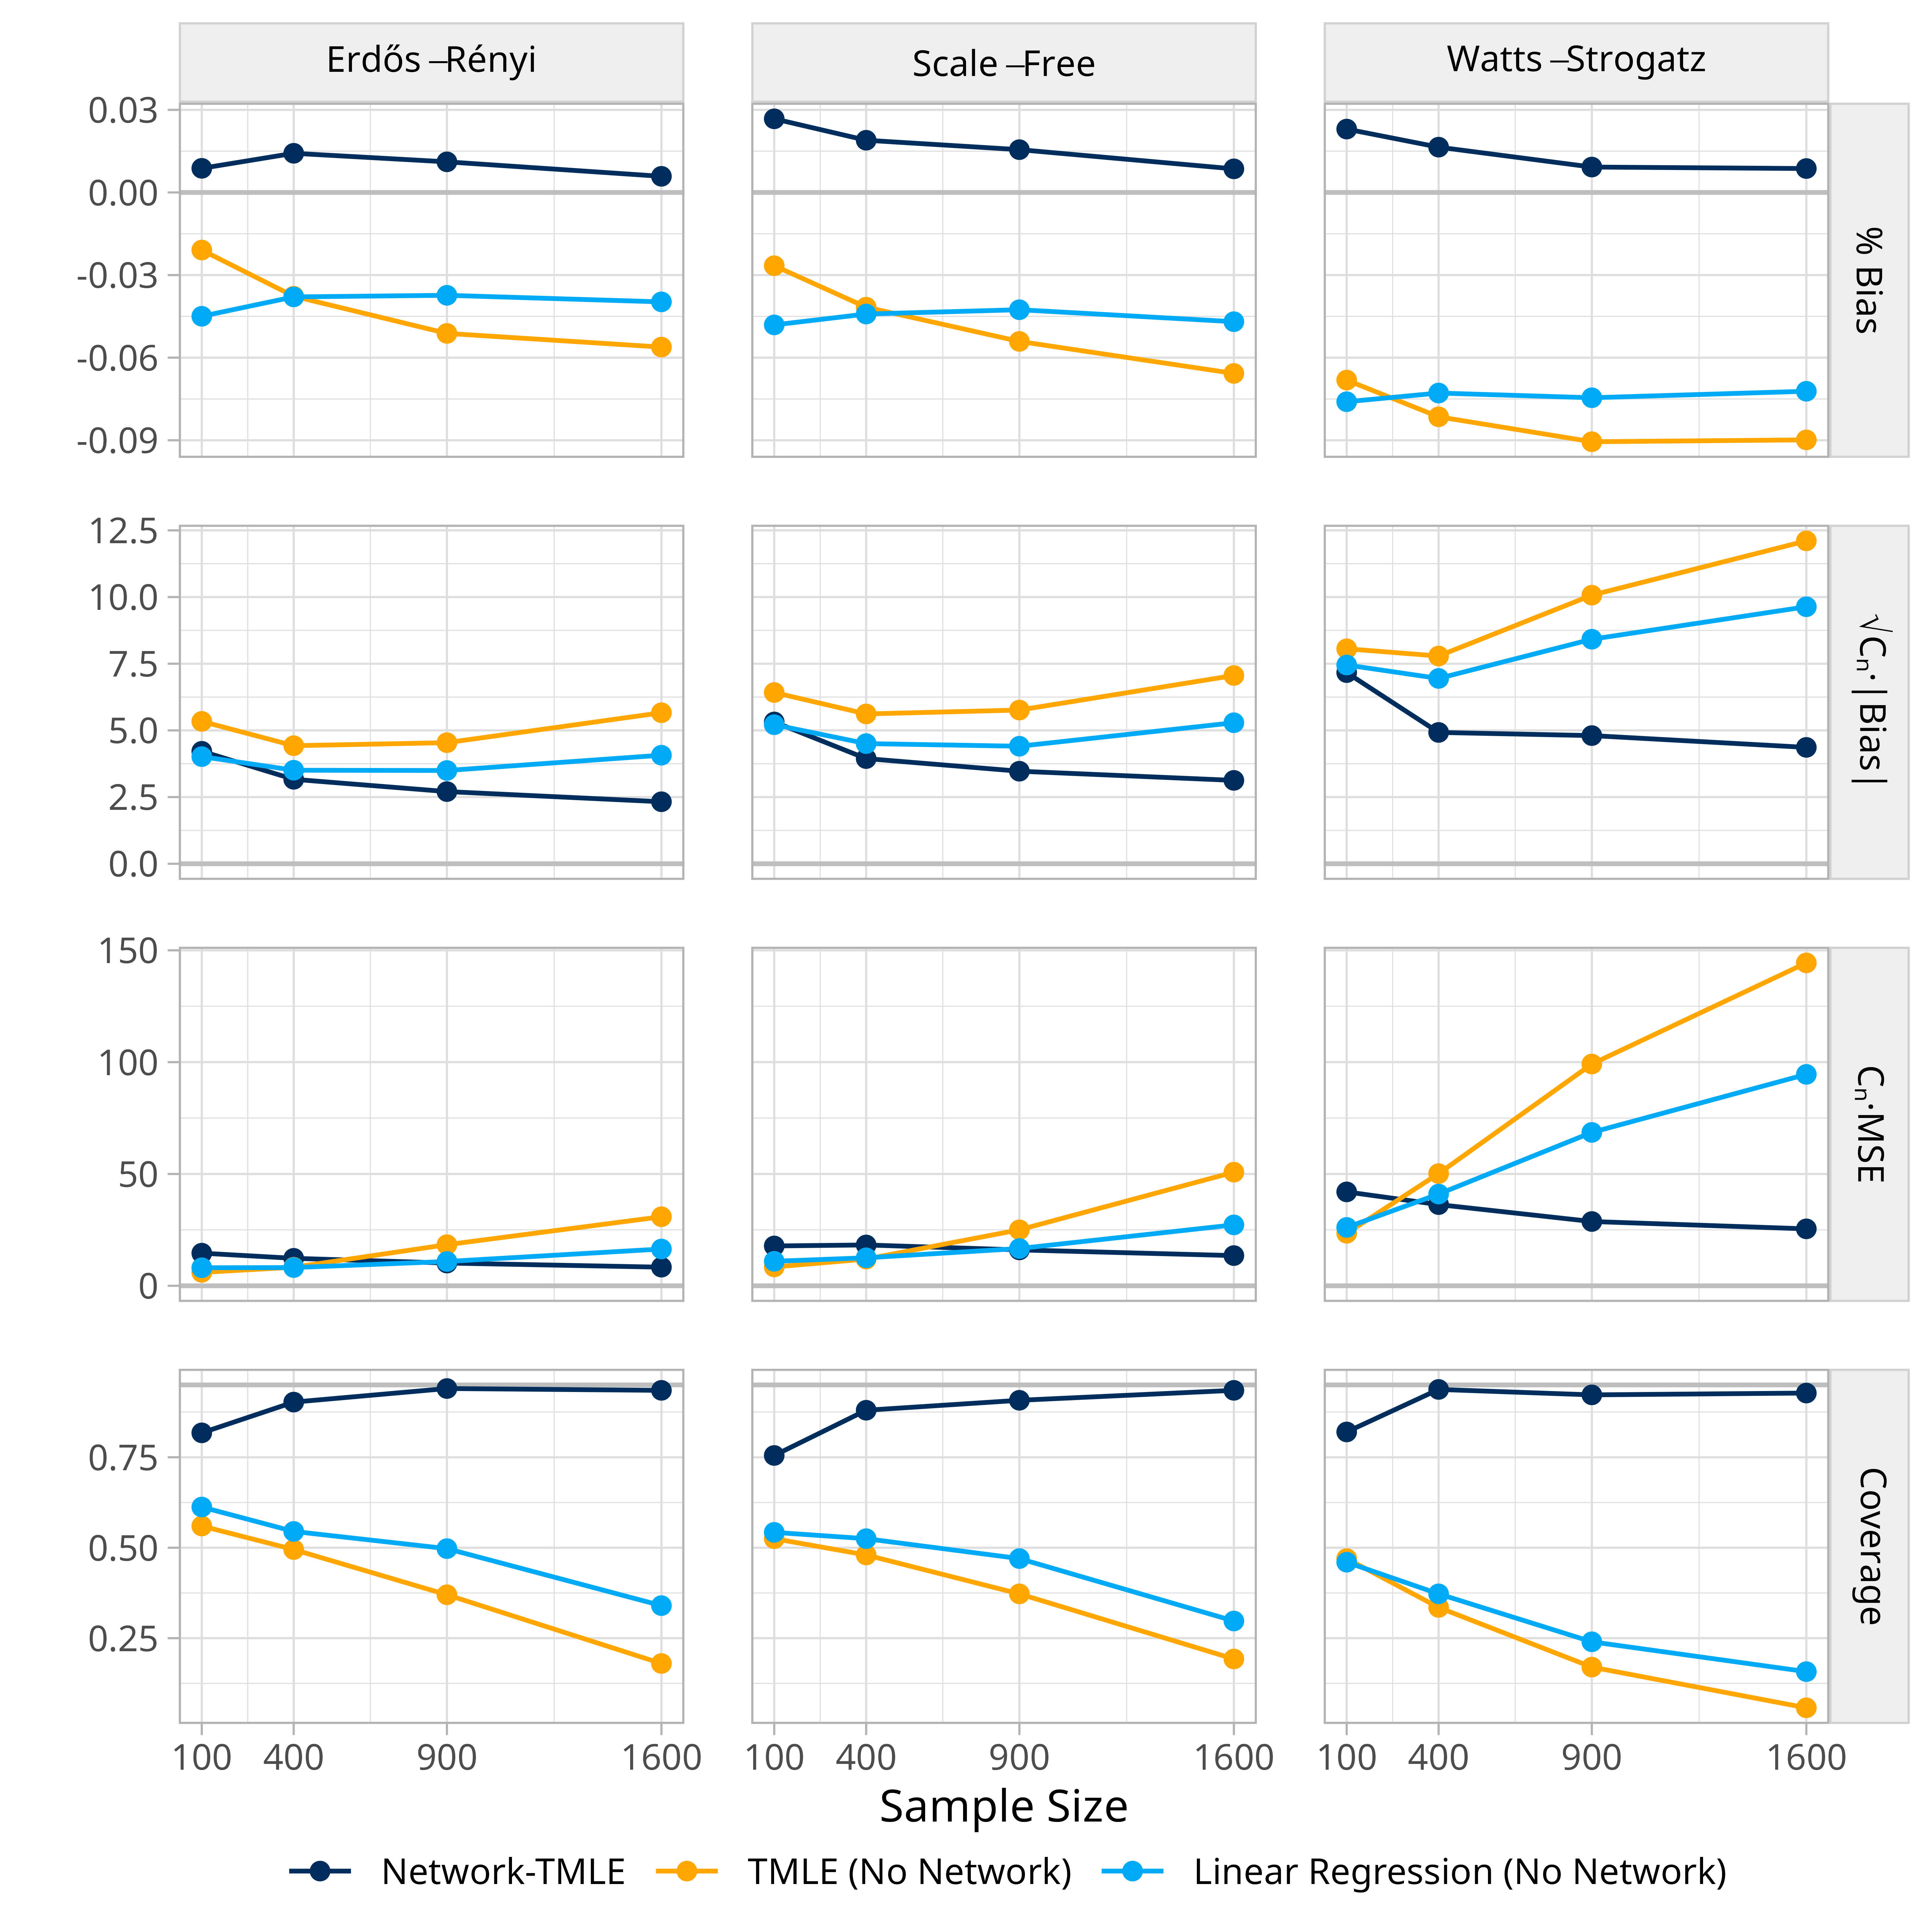 Erdős–Rényi
Scale–Free
Watts–Strogatz
0.03
0.00
-0.03
-0.06
-0.09
% Bias
12.5
10.0
7.5
5.0
2.5
0.0
√Cₙ·|Bias|
150
100
50
0
Cₙ·MSE
0.75
0.50
0.25
Coverage
100 400 900 1600
100 400 900 1600
100 400 900 1600
Sample Size
Network-TMLE TMLE (No Network) Linear Regression (No Network)